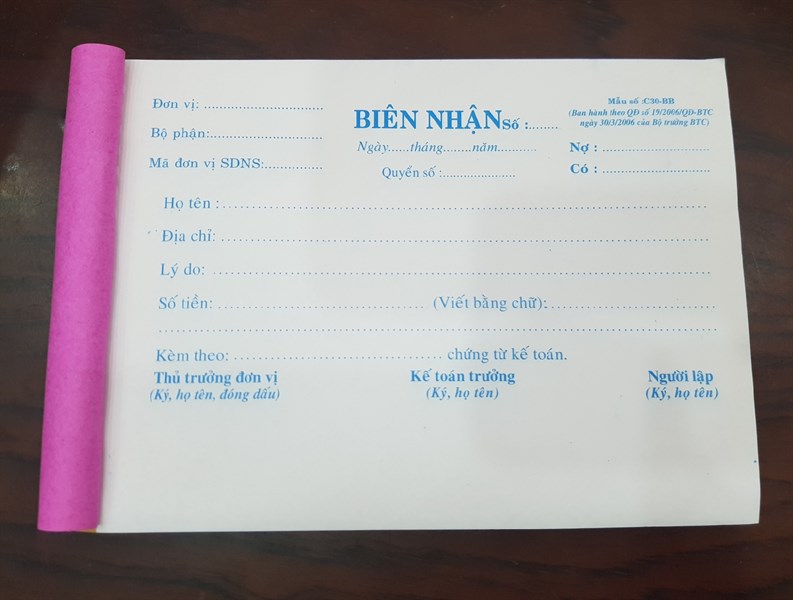 Đơn vị: ................................
Bộ phận:..............................
Mã đơn vị SDNS:...............
BIÊN NHẬN Số :........
Ngày......tháng........năm...........
Quyển số :......................
Mẫu số :C30-BB
(Ban hành theo QĐ số 19/2006/QĐ-BTC
ngày 30/3/2006 của Bộ trưởng BTC)
Nợ : ..............................
Có : ..............................
Họ tên : ................................................................................
Địa chỉ: ................................................................................
Lý do: ................................................................................
Số tiền: .................................... (Viết bằng chữ):............................
................................................................................................
Kèm theo: .................................... chứng từ kế toán.
Thủ trưởng đơn vị Kế toán trưởng Người lập
(Ký, họ tên, đóng dấu) (Ký, họ tên) (Ký, họ tên)